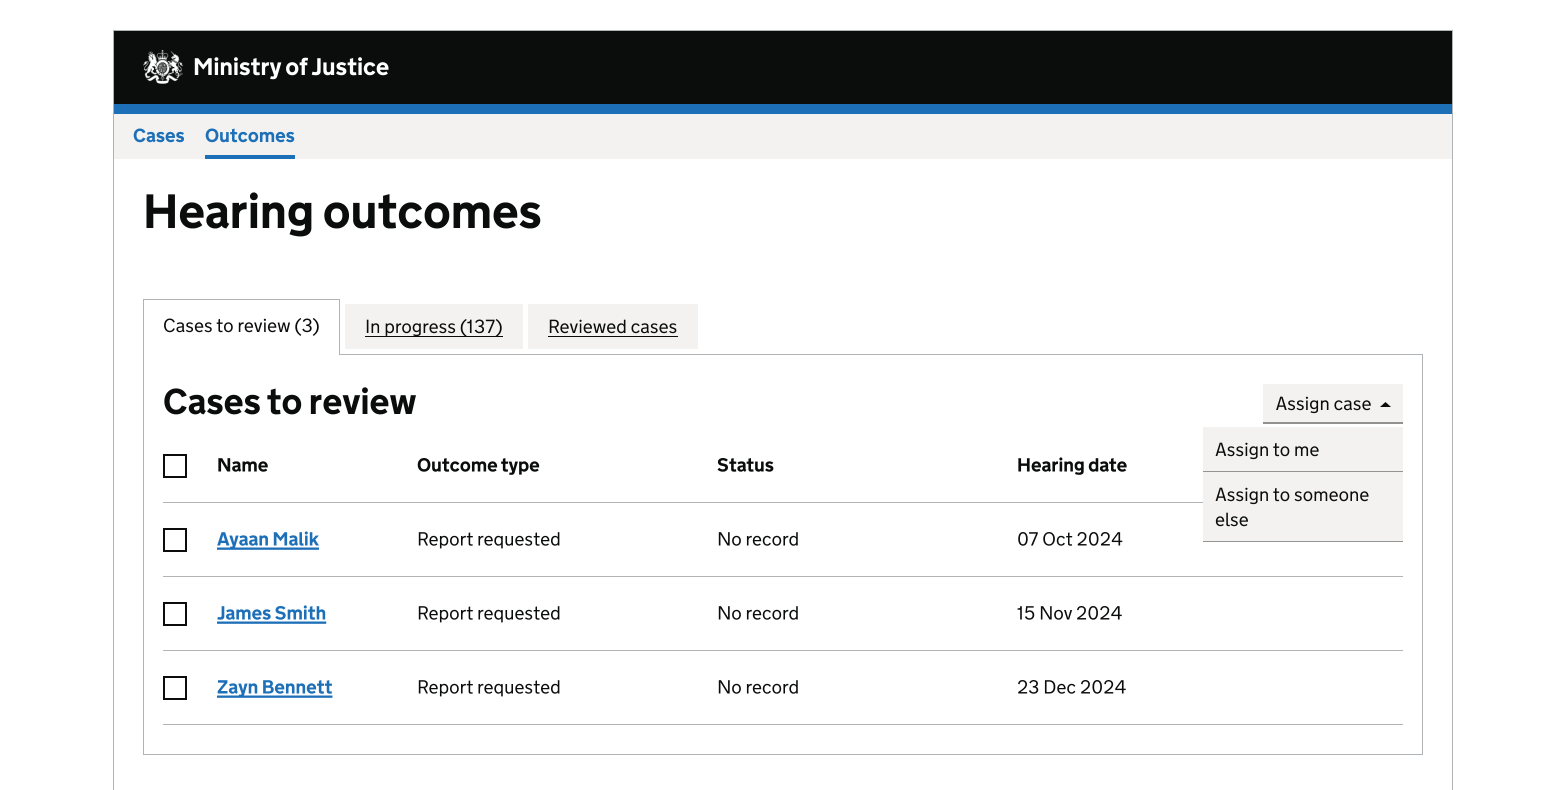 Ministry of Justice
Cases Outcomes
Hearing outcomes
Cases to review (3) In progress (137) Reviewed cases
Cases to review
Assign case
Assign to me
Assign to someone
else
Name Outcome type Status Hearing date
Ayaan Malik Report requested No record 07 Oct 2024
James Smith Report requested No record 15 Nov 2024
Zayn Bennett Report requested No record 23 Dec 2024